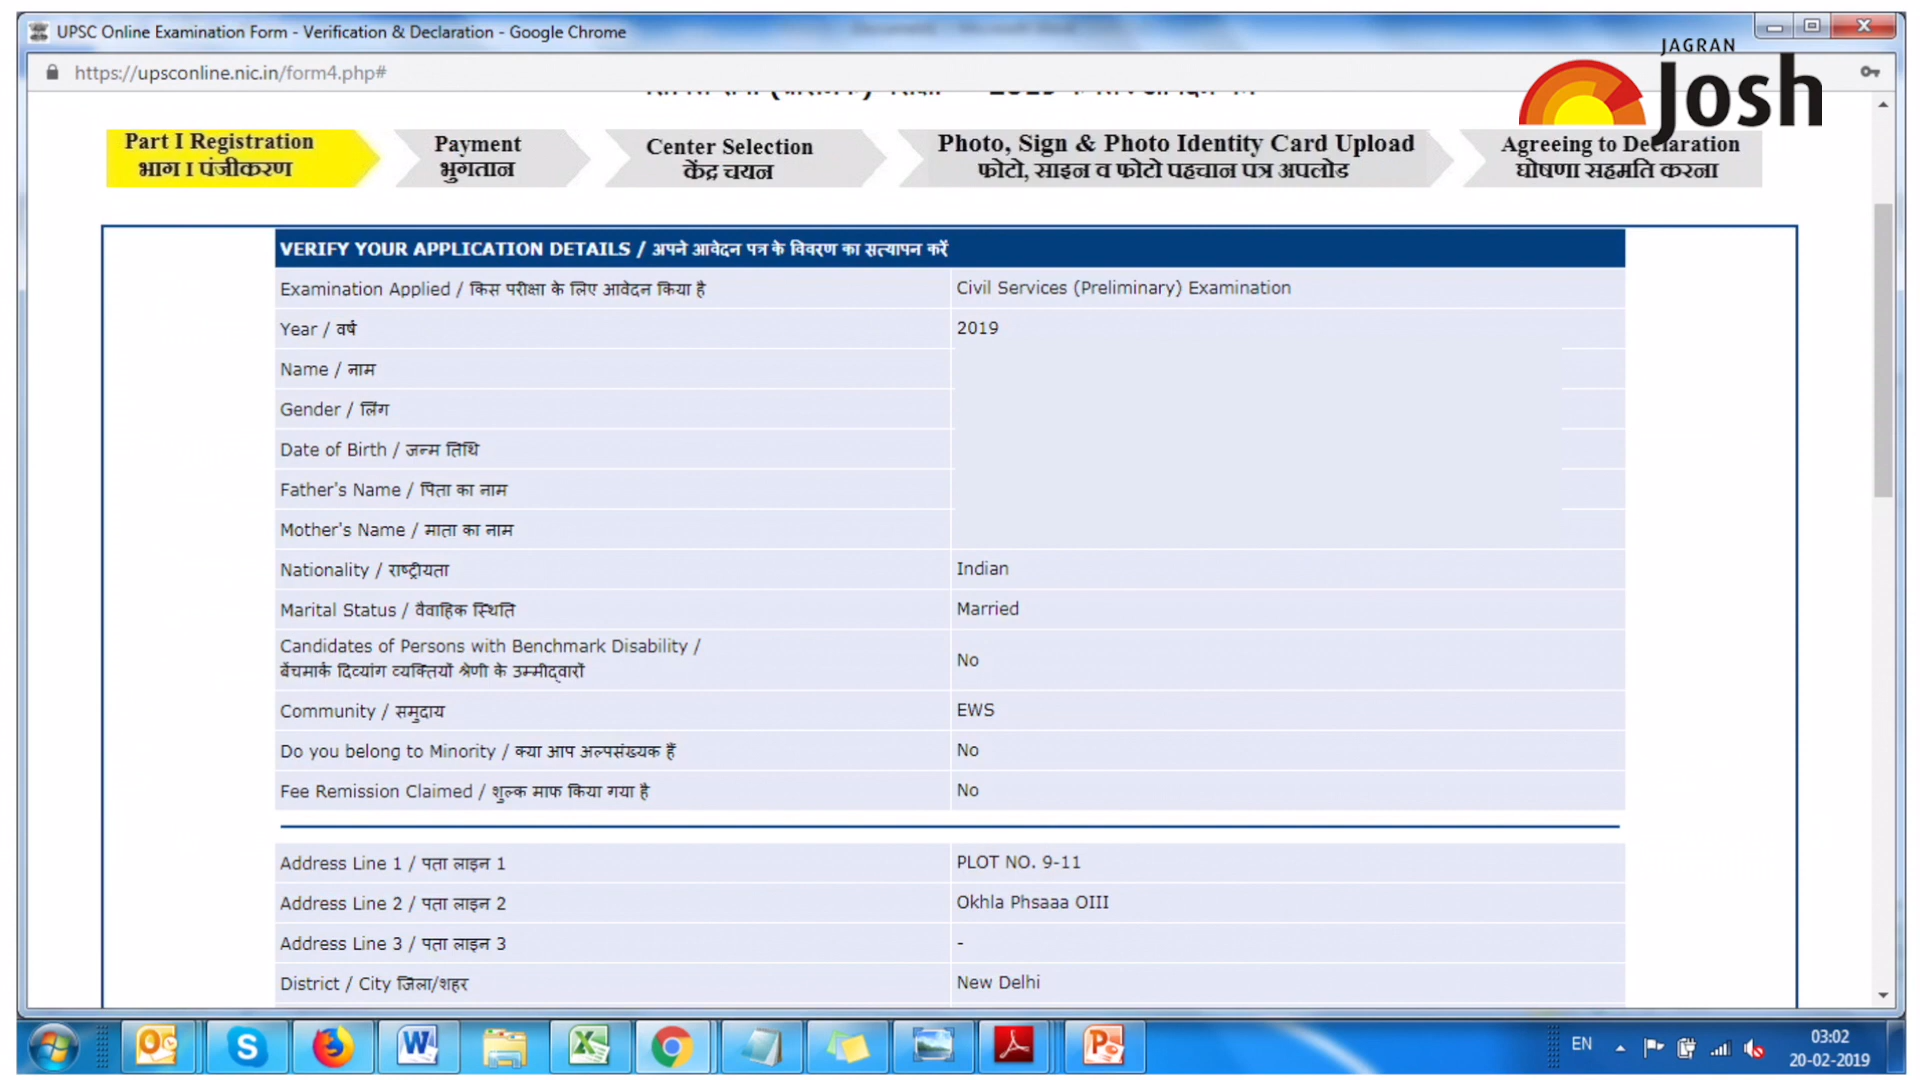 UPSC Online Examination Form - Verification & Declaration - Google Chrome
JAGRAN
Josh
https://upsconline.nic.in/form4.php#
2019
Part I Registration
भाग I पंजीकरण
Payment
भुगतान
Center Selection
केंद्र चयन
Photo, Sign & Photo Identity Card Upload
फोटो, साइन व फोटो पहचान पत्र अपलोड
Agreeing to Declaration
घोषणा सहमति करना
VERIFY YOUR APPLICATION DETAILS / अपने आवेदन पत्र के विवरण का सत्यापन करें
Examination Applied / किस परीक्षा के लिए आवेदन किया है Civil Services (Preliminary) Examination
Year / वर्ष 2019
Name / नाम
Gender / लिंग
Date of Birth / जन्म तिथि
Father's Name / पिता का नाम
Mother's Name / माता का नाम
Nationality / राष्ट्रीयता Indian
Marital Status / वैवाहिक स्थिति Married
Candidates of Persons with Benchmark Disability /
बेंचमार्क दिव्यांग व्यक्तियों श्रेणी के उम्मीद्वारों No
Community / समुदाय EWS
Do you belong to Minority / क्या आप अल्पसंख्यक हैं No
Fee Remission Claimed / शुल्क माफ किया गया है No
Address Line 1 / पता लाइन 1 PLOT NO. 9-11
Address Line 2 / पता लाइन 2 Okhla Phsaaa OIII
Address Line 3 / पता लाइन 3 -
District / City जिला/शहर New Delhi
EN
03:02
20-02-2019